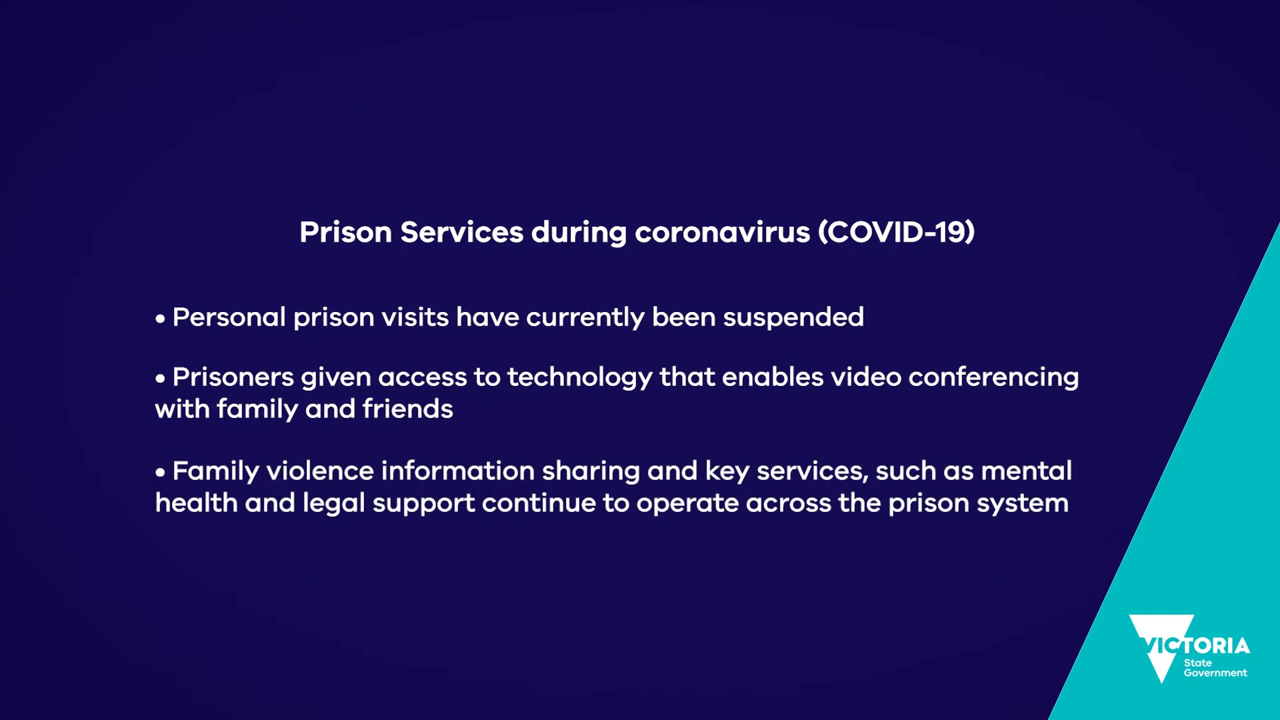 Prison Services during coronavirus (COVID-19)
• Personal prison visits have currently been suspended
• Prisoners given access to technology that enables video conferencing
with family and friends
• Family violence information sharing and key services, such as mental
health and legal support continue to operate across the prison system
VICTORIA
State
Government